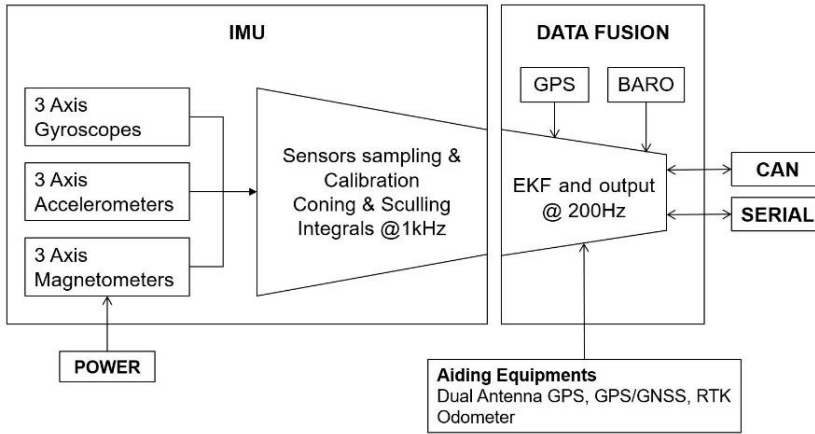 IMU
3 Axis
Gyroscopes
3 Axis
Accelerometers
3 Axis
Magnetometers
Sensors sampling &
Calibration
Coning & Sculling
Integrals @1kHz
POWER
DATA FUSION
GPS
BARO
EKF and output
@ 200Hz
CAN
SERIAL
Aiding Equipments
Dual Antenna GPS, GPS/GNSS, RTK
Odometer